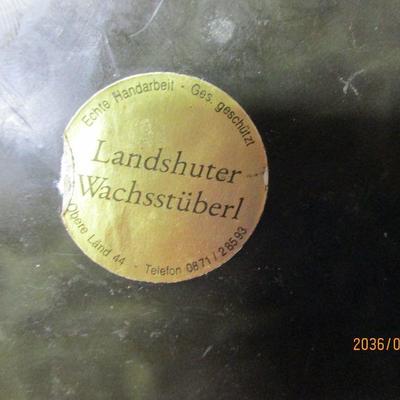 Echte Handarbeit - Ges. geschützt
Landshuter
Wachsstüberl
Obere Länd 44 - Telefon 0871 / 28593
2036/0